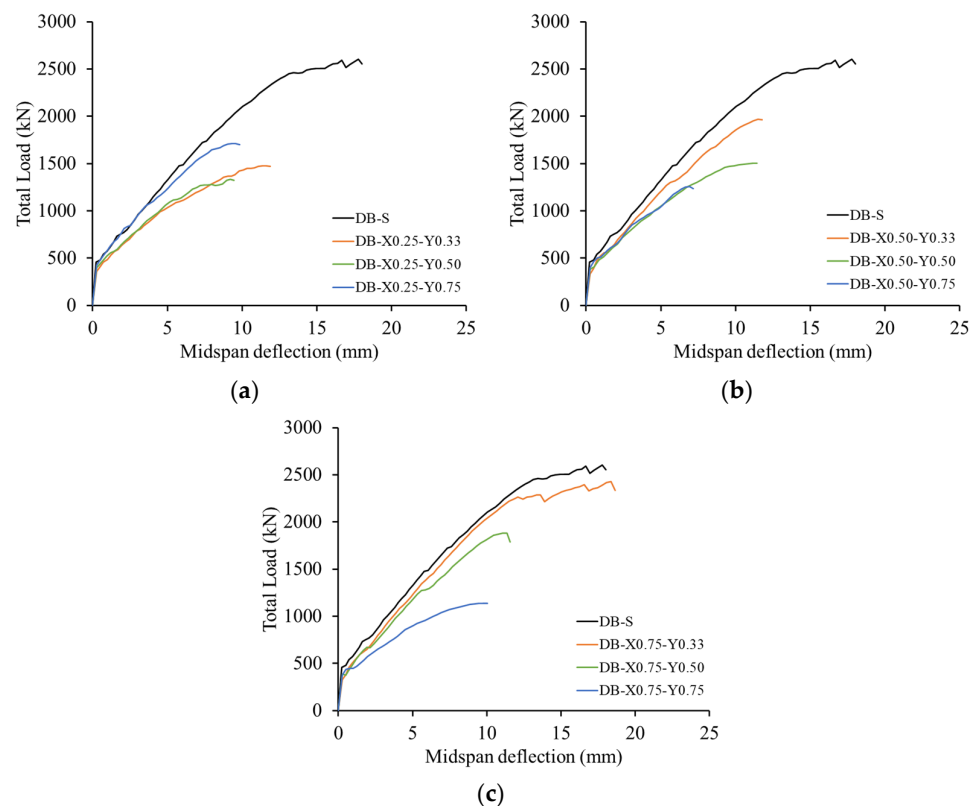 3000
2500
2000
1500
1000
500
0
Total Load (kN)
DB-S
DB-X0.25-Y0.33
DB-X0.25-Y0.50
DB-X0.25-Y0.75
0 5 10 15 20 25
Midspan deflection (mm)
(a)
3000
2500
2000
1500
1000
500
0
Total Load (kN)
DB-S
DB-X0.50-Y0.33
DB-X0.50-Y0.50
DB-X0.50-Y0.75
0 5 10 15 20 25
Midspan deflection (mm)
(b)
3000
2500
2000
1500
1000
500
0
Total Load (kN)
DB-S
DB-X0.75-Y0.33
DB-X0.75-Y0.50
DB-X0.75-Y0.75
0 5 10 15 20 25
Midspan deflection (mm)
(c)